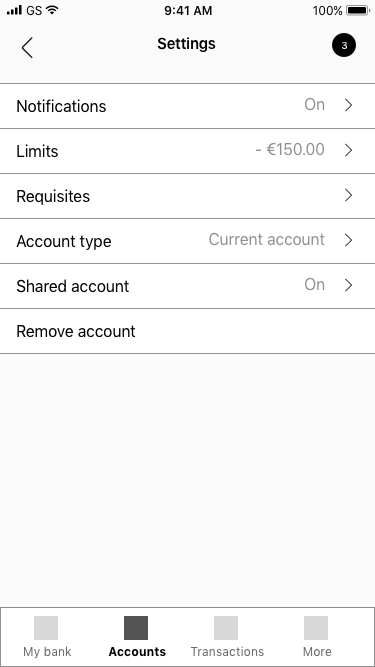 GS 9:41 AM 100%
Settings 3
Notifications On
Limits - €150.00
Requisites
Account type Current account
Shared account On
Remove account
My bank Accounts Transactions More